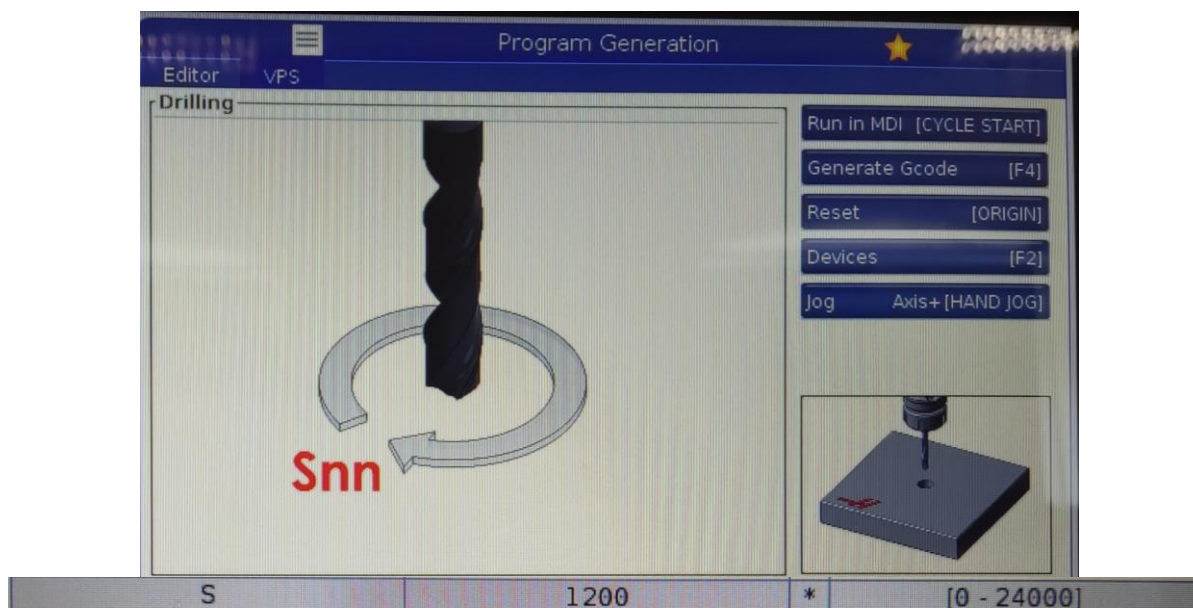 Program Generation
Editor VPS
Drilling
Run in MDI [CYCLE START]
Generate Gcode [F4]
Reset [ORIGIN]
Devices [F2]
Jog Axis+[HAND JOG]
Snn
S 1200 * [0 - 24000]